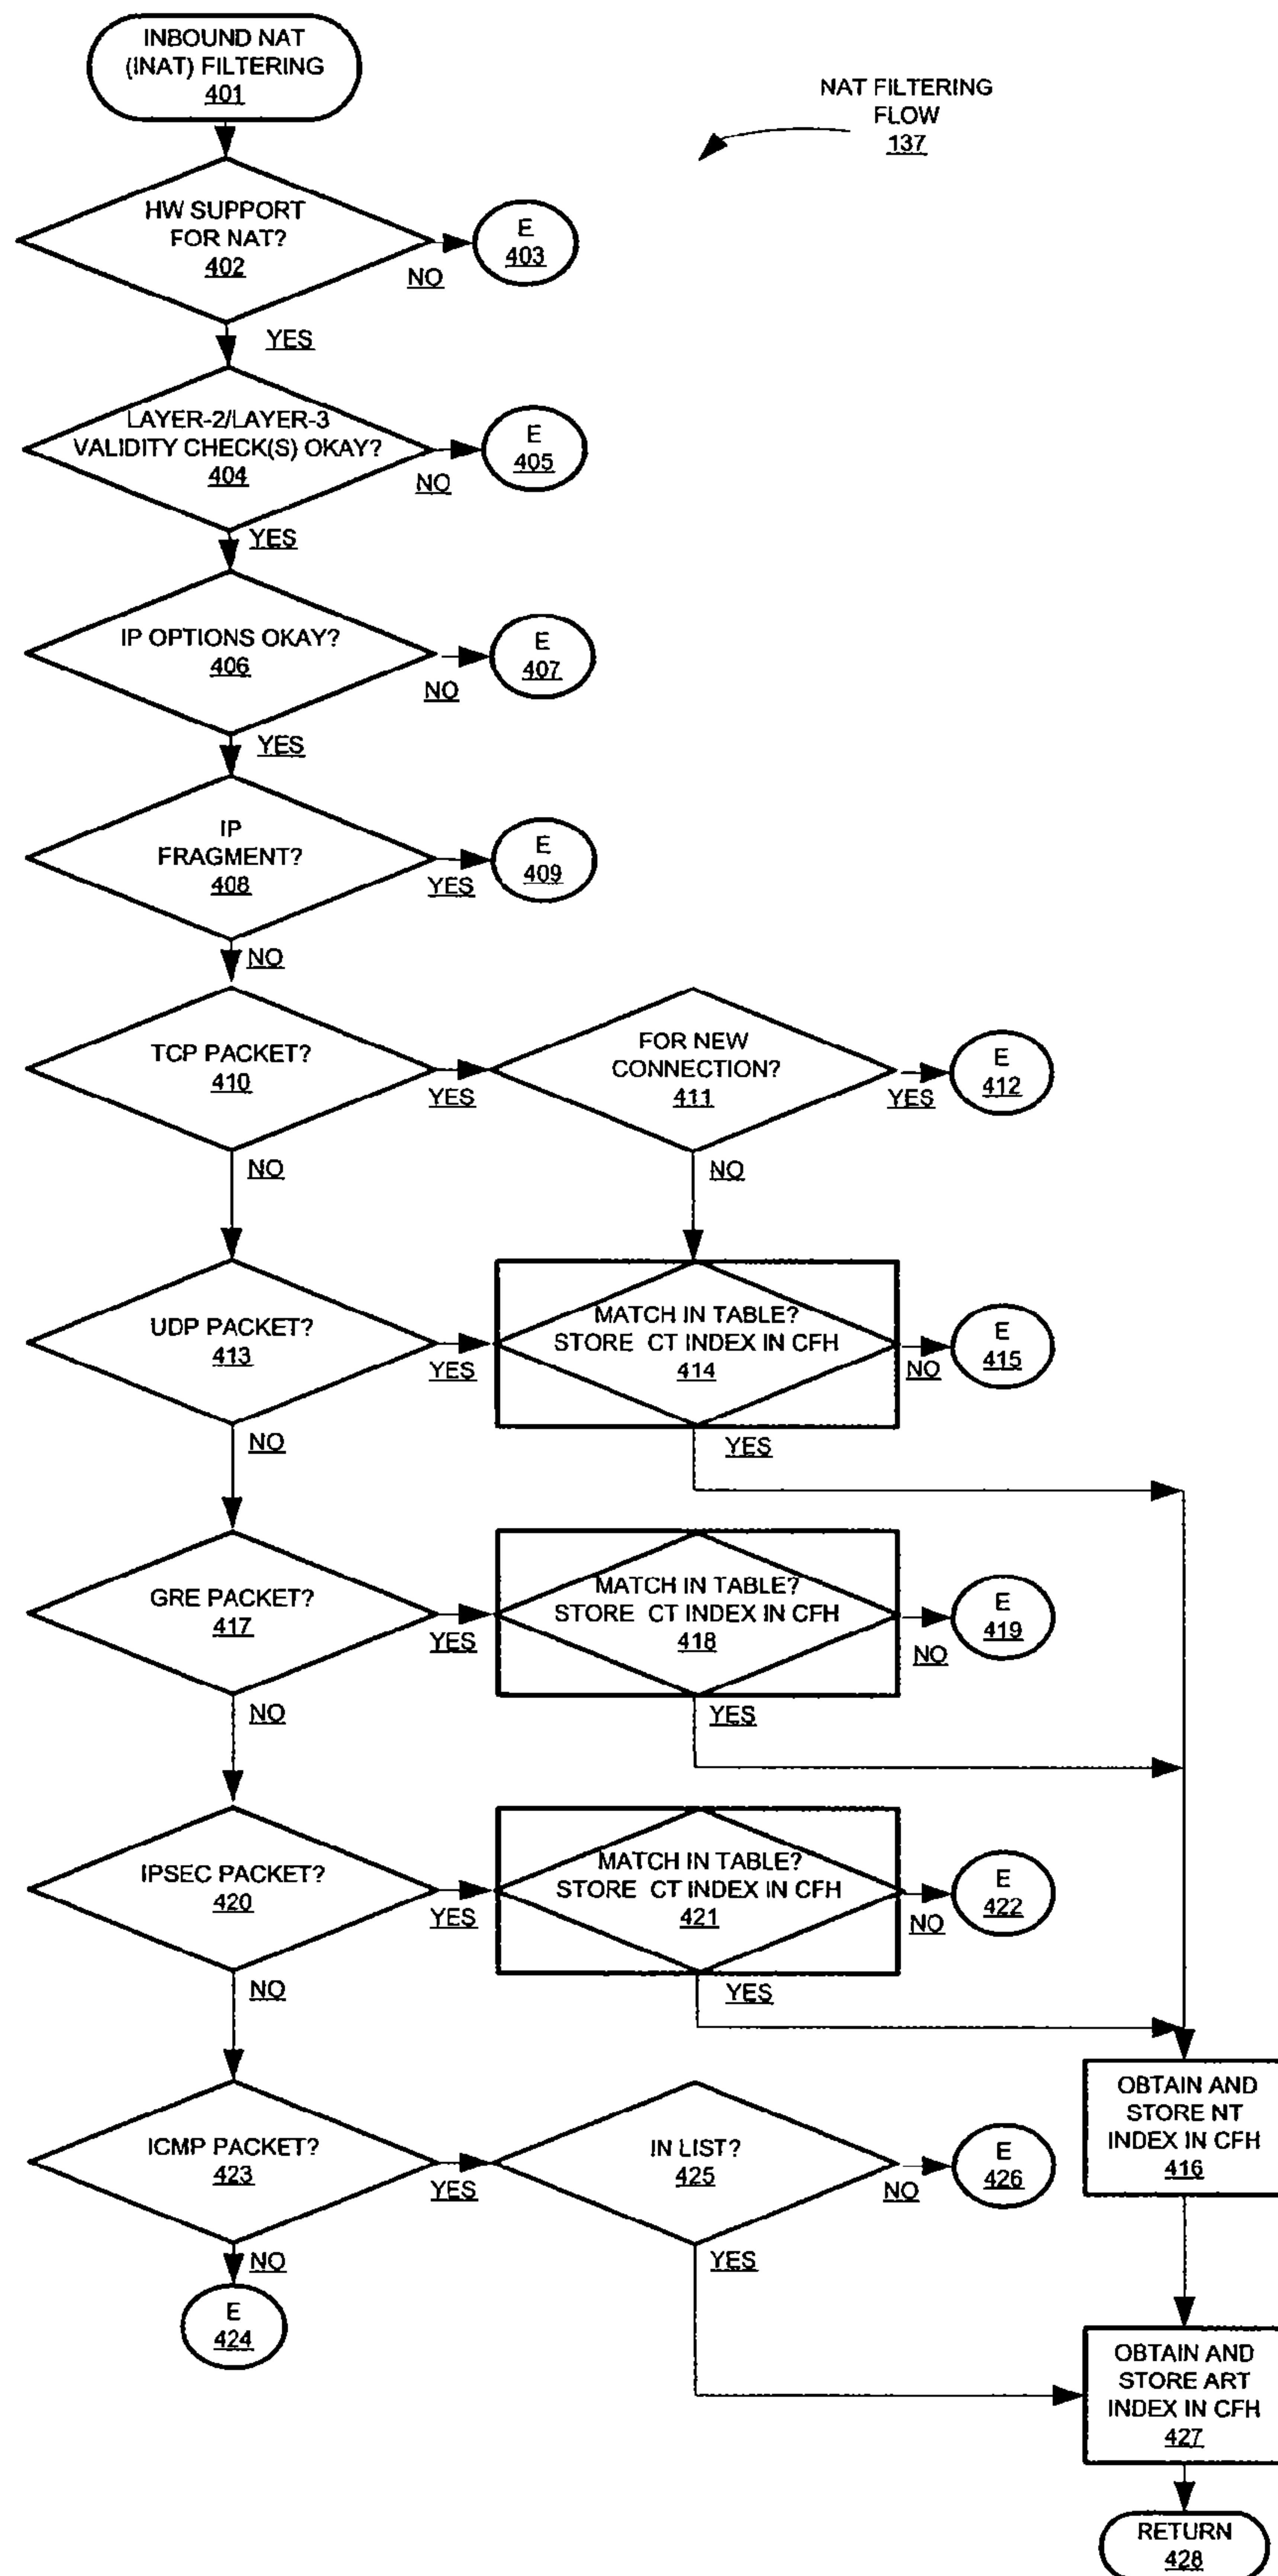 INBOUND NAT
(INAT) FILTERING
401
NAT FILTERING
FLOW
137
HW SUPPORT
FOR NAT?
402
NO
E
403
YES
LAYER-2/LAYER-3
VALIDITY CHECK(S) OKAY?
404
NO
E
405
YES
IP OPTIONS OKAY?
406
NO
E
407
YES
IP
FRAGMENT?
408
YES
E
409
NO
TCP PACKET?
410
YES
FOR NEW
CONNECTION?
411
YES
E
412
NO
NO
UDP PACKET?
413
YES
MATCH IN TABLE?
STORE CT INDEX IN CFH
414
NO
E
415
NO
YES
GRE PACKET?
417
YES
MATCH IN TABLE?
STORE CT INDEX IN CFH
418
NO
E
419
NO
YES
IPSEC PACKET?
420
YES
MATCH IN TABLE?
STORE CT INDEX IN CFH
421
NO
E
422
NO
YES
OBTAIN AND
STORE NT
INDEX IN CFH
416
ICMP PACKET?
423
YES
IN LIST?
425
NO
E
426
NO
YES
E
424
OBTAIN AND
STORE ART
INDEX IN CFH
427
RETURN
428